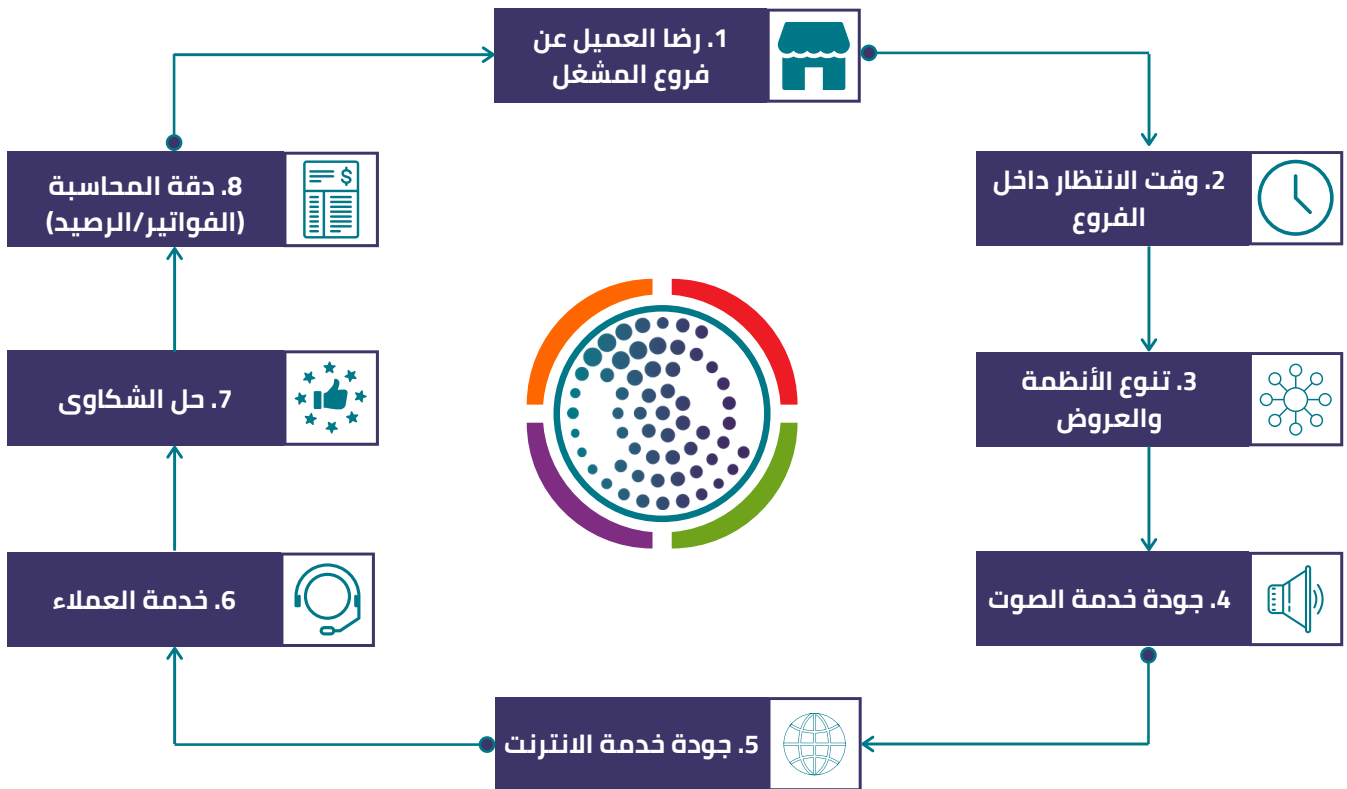 1. رضا العميل عن
فروع المشغل
2. وقت الانتظار داخل
الفروع
3. تنوع الأنظمة
والعروض
4. جودة خدمة الصوت
5. جودة خدمة الانترنت
6. خدمة العملاء
7. حل الشكاوى
8. دقة المحاسبة
(الفواتير/الرصيد)
$